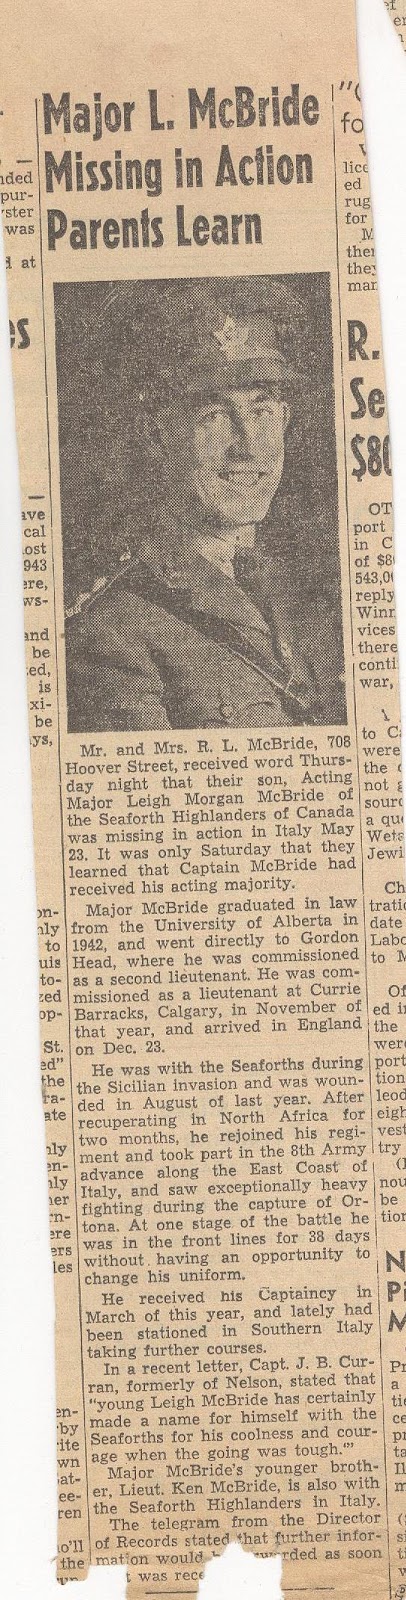 Major L. McBride
Missing in Action
Parents Learn
Mr. and Mrs. R. L. McBride, 708
Hoover Street, received word Thurs-
day night that their son, Acting
Major Leigh Morgan McBride of
the Seaforth Highlanders of Canada
was missing in action in Italy May
23. It was only Saturday that they
learned that Captain McBride had
received his acting majority.
Major McBride graduated in law
from the University of Alberta in
1942, and went directly to Gordon
Head, where he was commissioned
as a second lieutenant. He was com-
missioned as a lieutenant at Currie
Barracks, Calgary, in November of
that year, and arrived in England
on Dec. 23.
He was with the Seaforths during
the Sicilian invasion and was woun-
ded in August of last year. After
recuperating in North Africa for
two months, he rejoined his regi-
ment and took part in the 8th Army
advance along the East Coast of
Italy, and saw exceptionally heavy
fighting during the capture of Or-
tona. At one stage of the battle he
was in the front lines for 38 days
without having an opportunity to
change his uniform.
He received his Captaincy in
March of this year, and lately had
been stationed in Southern Italy
taking further courses.
In a recent letter, Capt. J. B. Cur-
ran, formerly of Nelson, stated that
"young Leigh McBride has certainly
made a name for himself with the
Seaforths for his coolness and cour-
age when the going was tough.'"
Major McBride's younger broth-
er, Lieut. Ken McBride, is also with
the Seaforth Highlanders in Italy.
The telegram from the Director
of Records stated that further infor-
mation would as soon
was